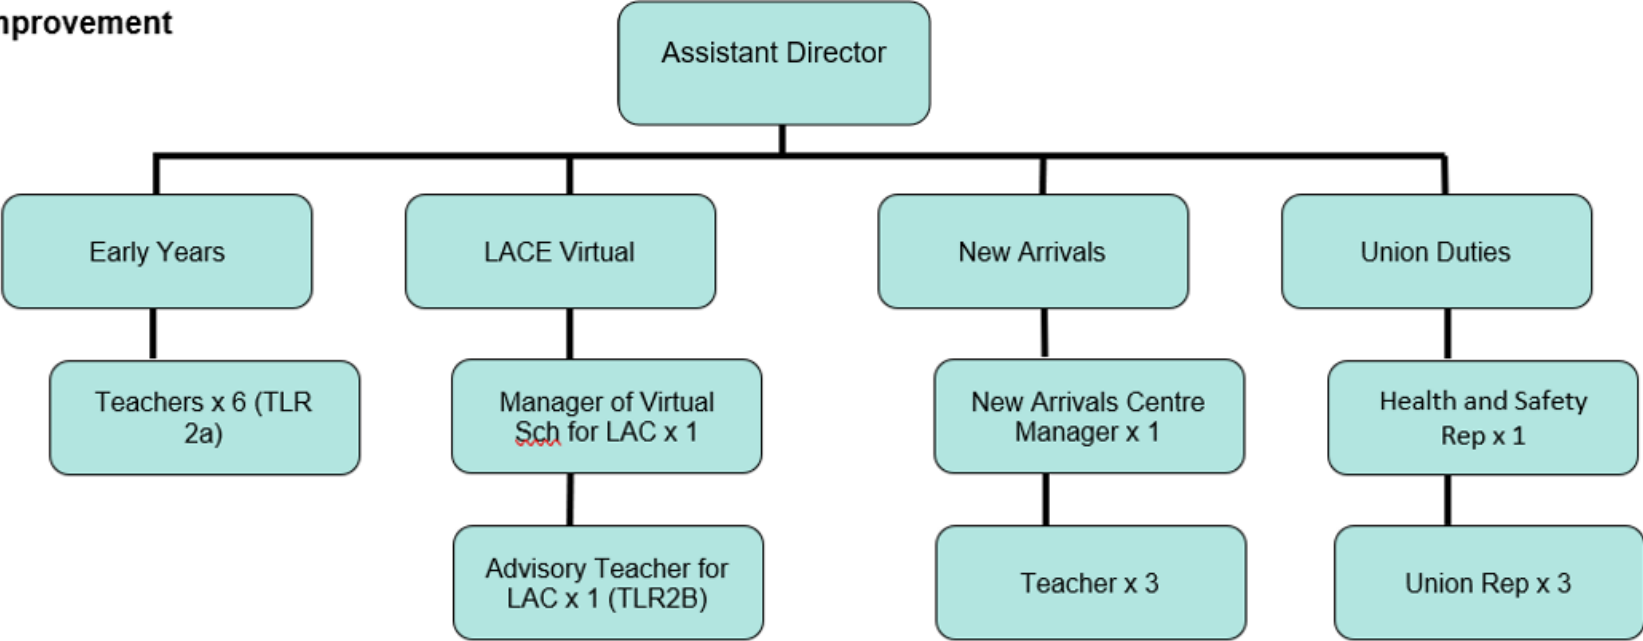 mprovement
Assistant Director
Early Years
LACE Virtual
New Arrivals
Union Duties
Teachers x 6 (TLR
2a)
Manager of Virtual
Sch for LAC x 1
New Arrivals Centre
Manager x 1
Health and Safety
Rep x 1
Advisory Teacher for
LAC x 1 (TLR2B)
Teacher x 3
Union Rep x 3